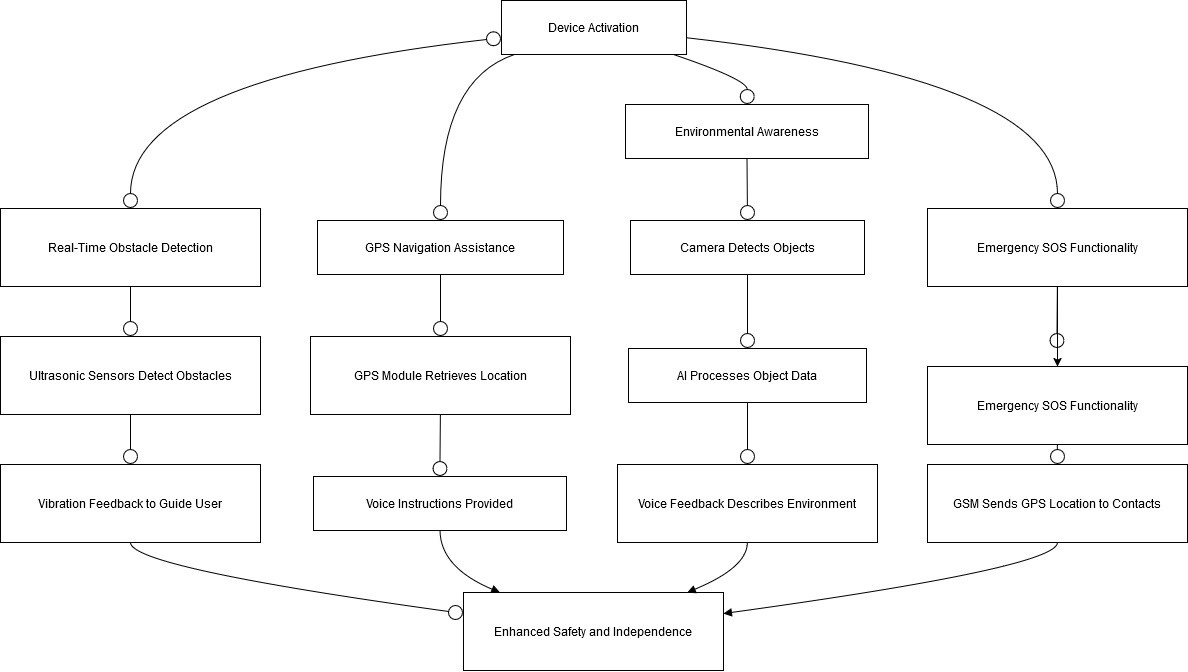 Device Activation
Environmental Awareness
Real-Time Obstacle Detection
GPS Navigation Assistance
Camera Detects Objects
Emergency SOS Functionality
Ultrasonic Sensors Detect Obstacles
GPS Module Retrieves Location
AI Processes Object Data
Emergency SOS Functionality
Vibration Feedback to Guide User
Voice Instructions Provided
Voice Feedback Describes Environment
GSM Sends GPS Location to Contacts
Enhanced Safety and Independence